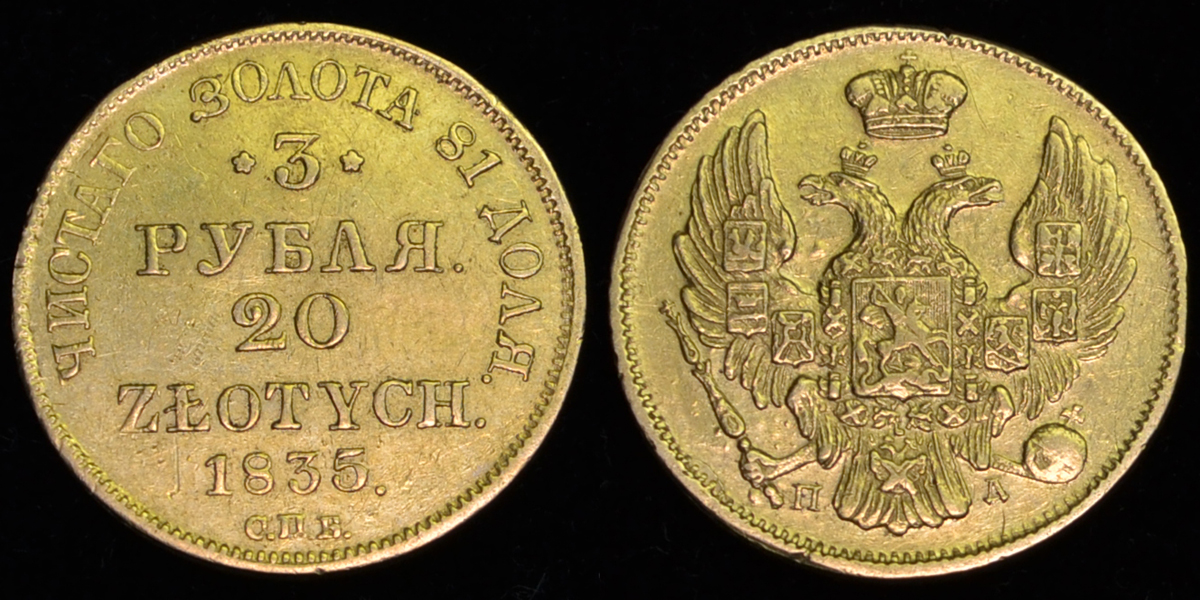 ЧИСТАГО ЗОЛОТА 81 ДОЛЯ.
3
РУБЛЯ.
20
ZŁOTYCH.
1835.
С.П.Б.
П Д